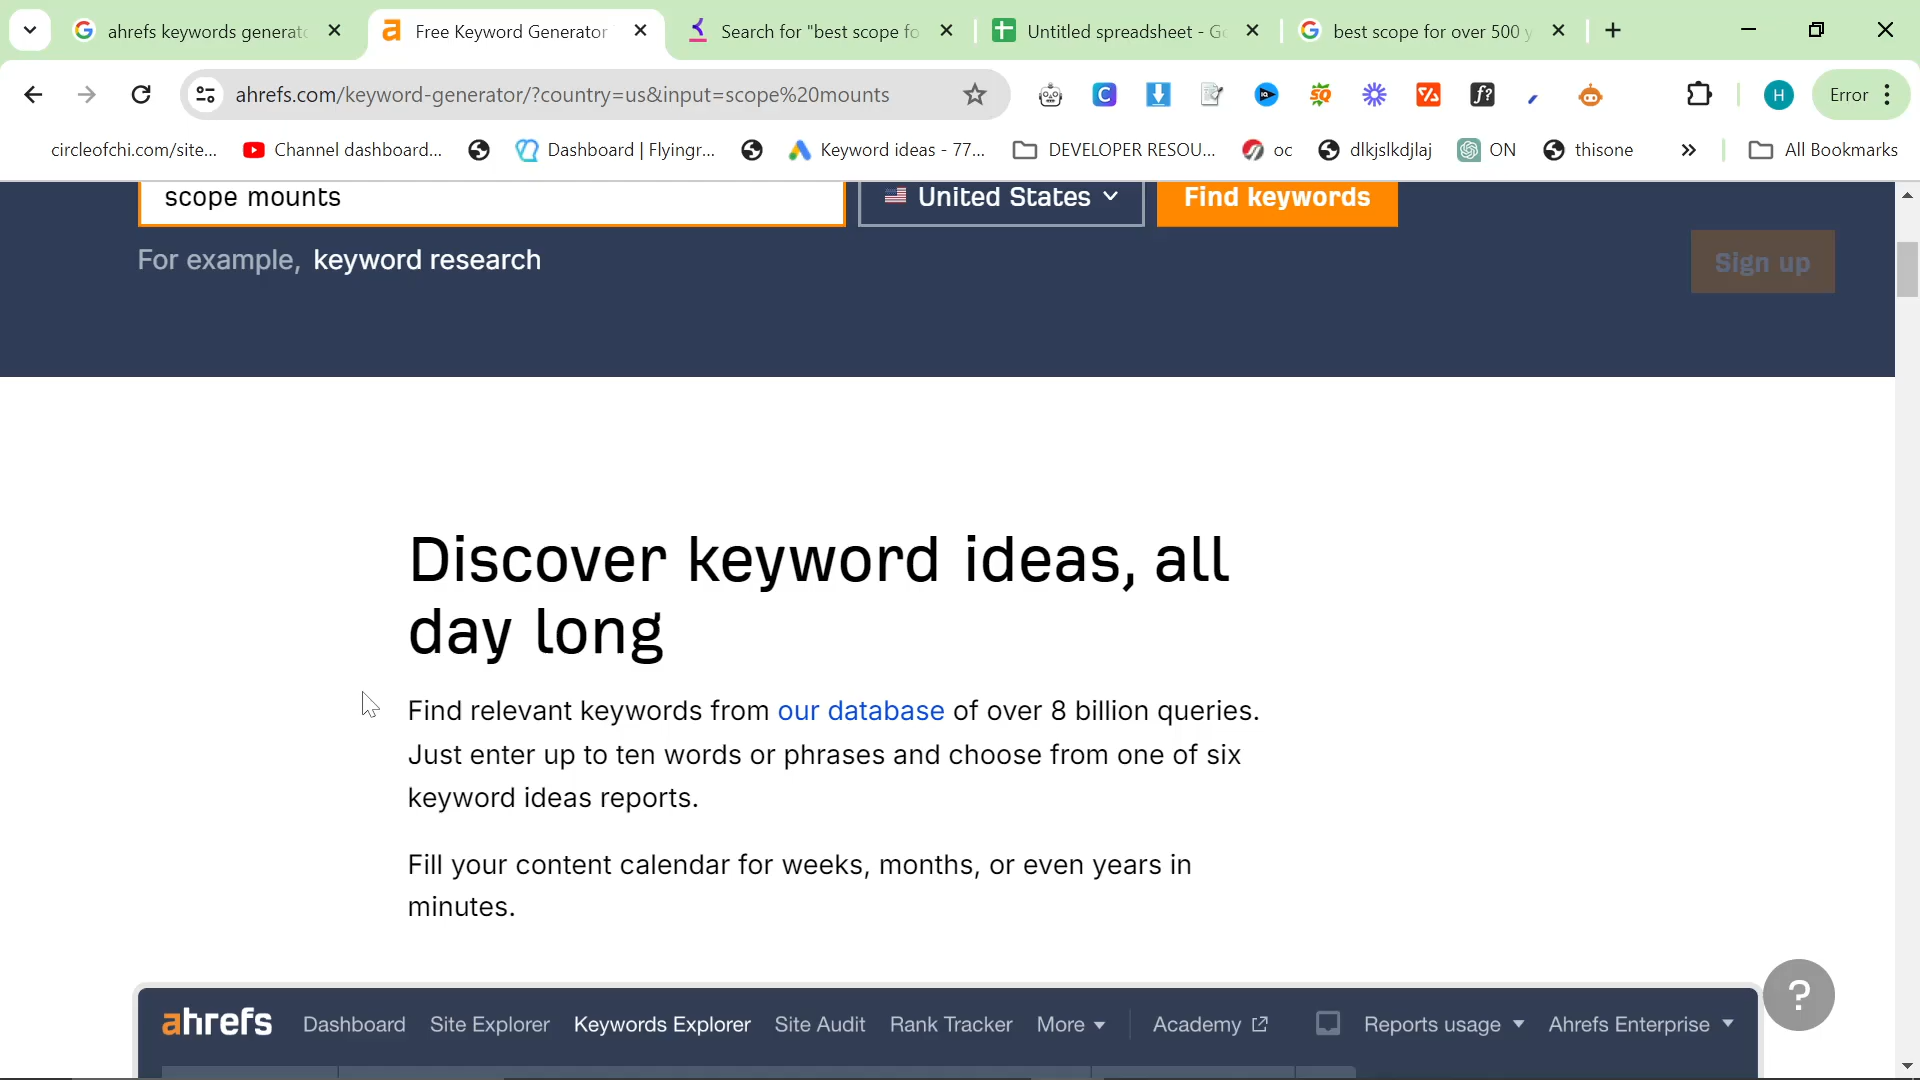 ahrefs keywords generato
Free Keyword Generator
Search for "best scope fo
Untitled spreadsheet - Go
best scope for over 500 y
ahrefs.com/keyword-generator/?country=us&input=scope%20mounts
H
Error
circleofchi.com/site...
Channel dashboard...
Dashboard | Flyingr...
Keyword ideas - 77...
DEVELOPER RESOU...
oc
dlkjslkdjlaj
ON
thisone
»
All Bookmarks
scope mounts
United States
Find keywords
For example, keyword research
Sign up
Discover keyword ideas, all
day long
Find relevant keywords from our database of over 8 billion queries.
Just enter up to ten words or phrases and choose from one of six
keyword ideas reports.
Fill your content calendar for weeks, months, or even years in
minutes.
?
ahrefs Dashboard Site Explorer Keywords Explorer Site Audit Rank Tracker More Academy Reports usage Ahrefs Enterprise